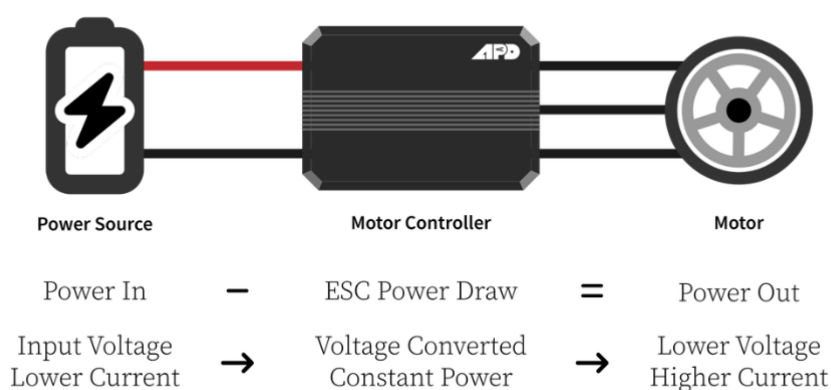 APD
Power Source Motor Controller Motor
Power In − ESC Power Draw = Power Out
Input Voltage → Voltage Converted → Lower Voltage
Lower Current Constant Power Higher Current